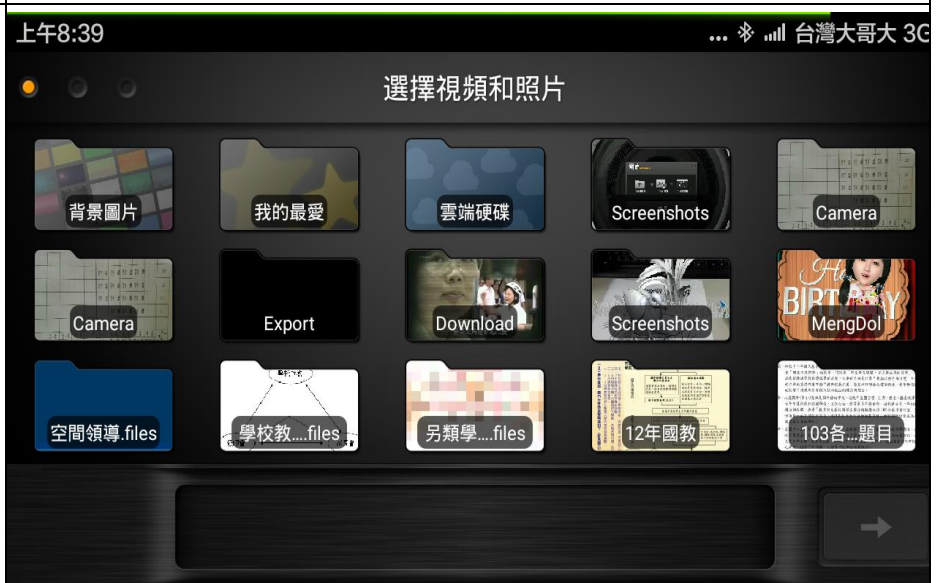 上午8:39
... 台灣大哥大 3G
選擇視頻和照片
背景圖片
我的最愛
雲端硬碟
Screenshots
Camera
Camera
Export
Download
Screenshots
MengDol
空間領導.files
學校教....files
另類學....files
12年國教
103各...題目